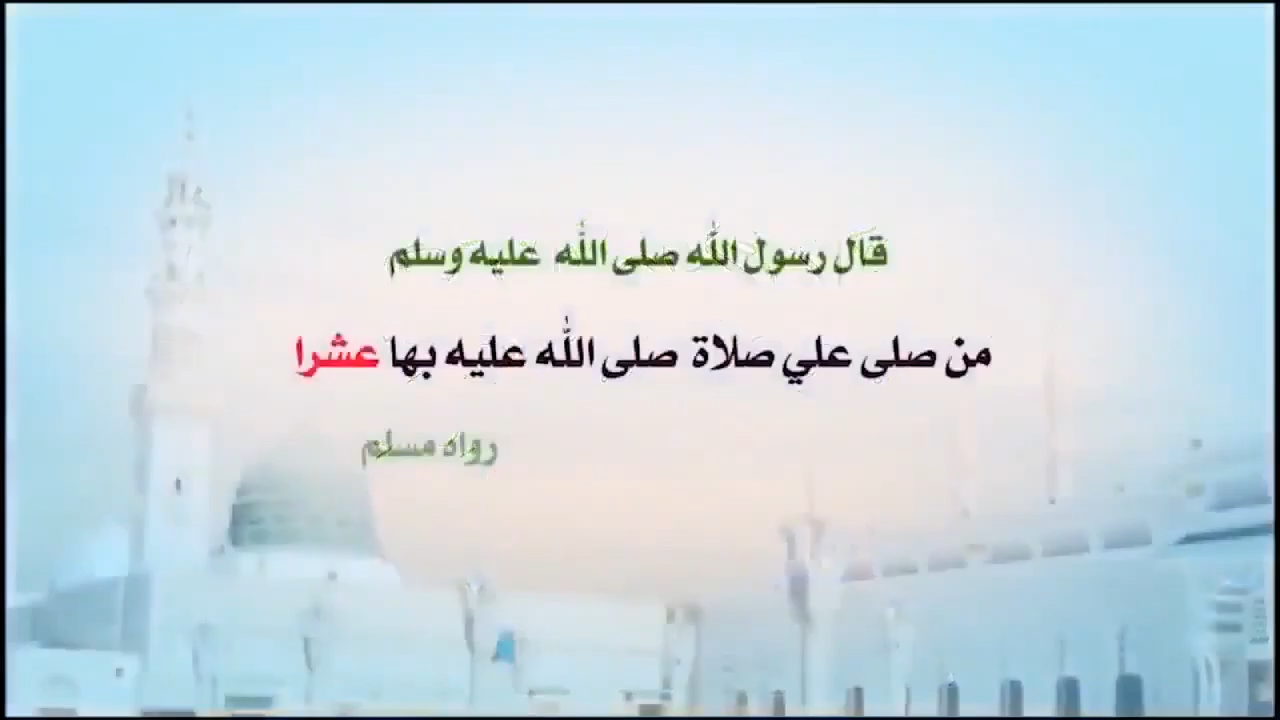 قال رسول الله صلى الله عليه وسلم
من صلى علي صلاة صلى الله عليه بها عشرا
رواه مسلم